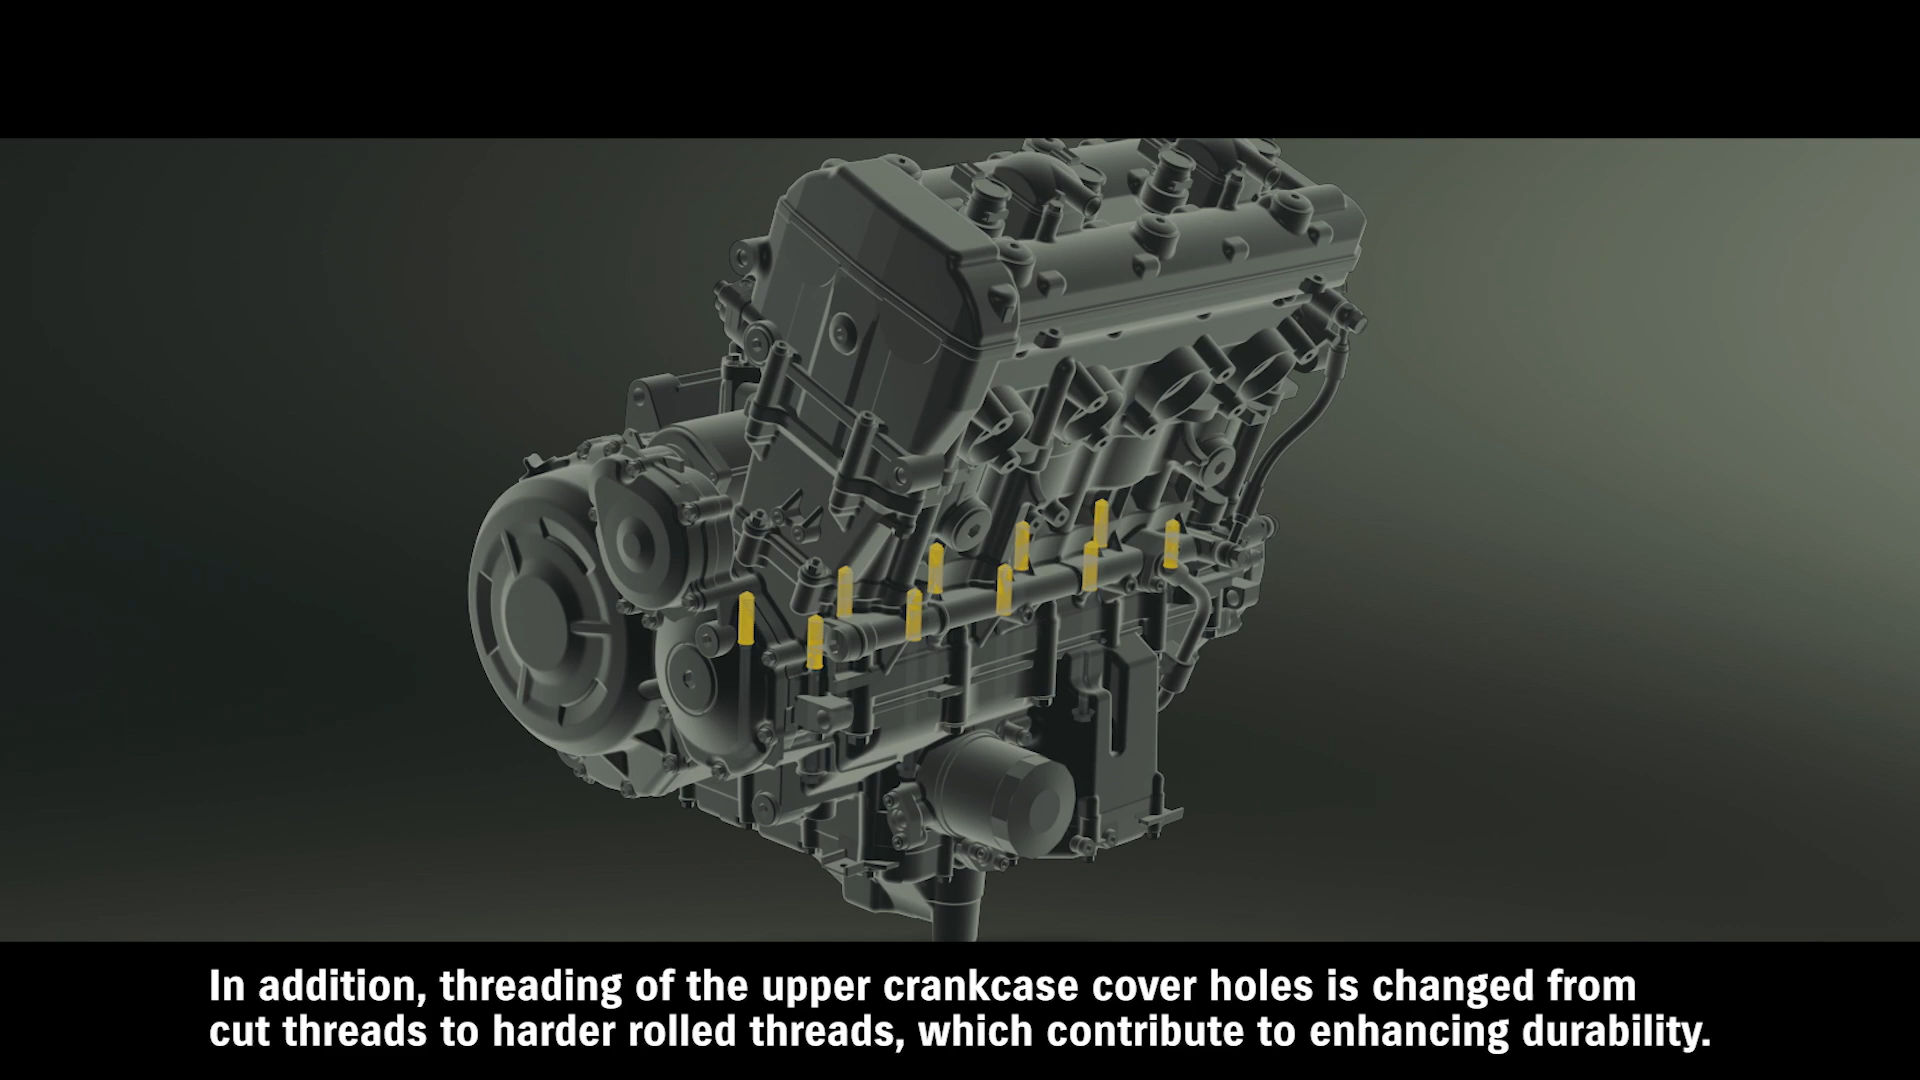 In addition, threading of the upper crankcase cover holes is changed from
cut threads to harder rolled threads, which contribute to enhancing durability.